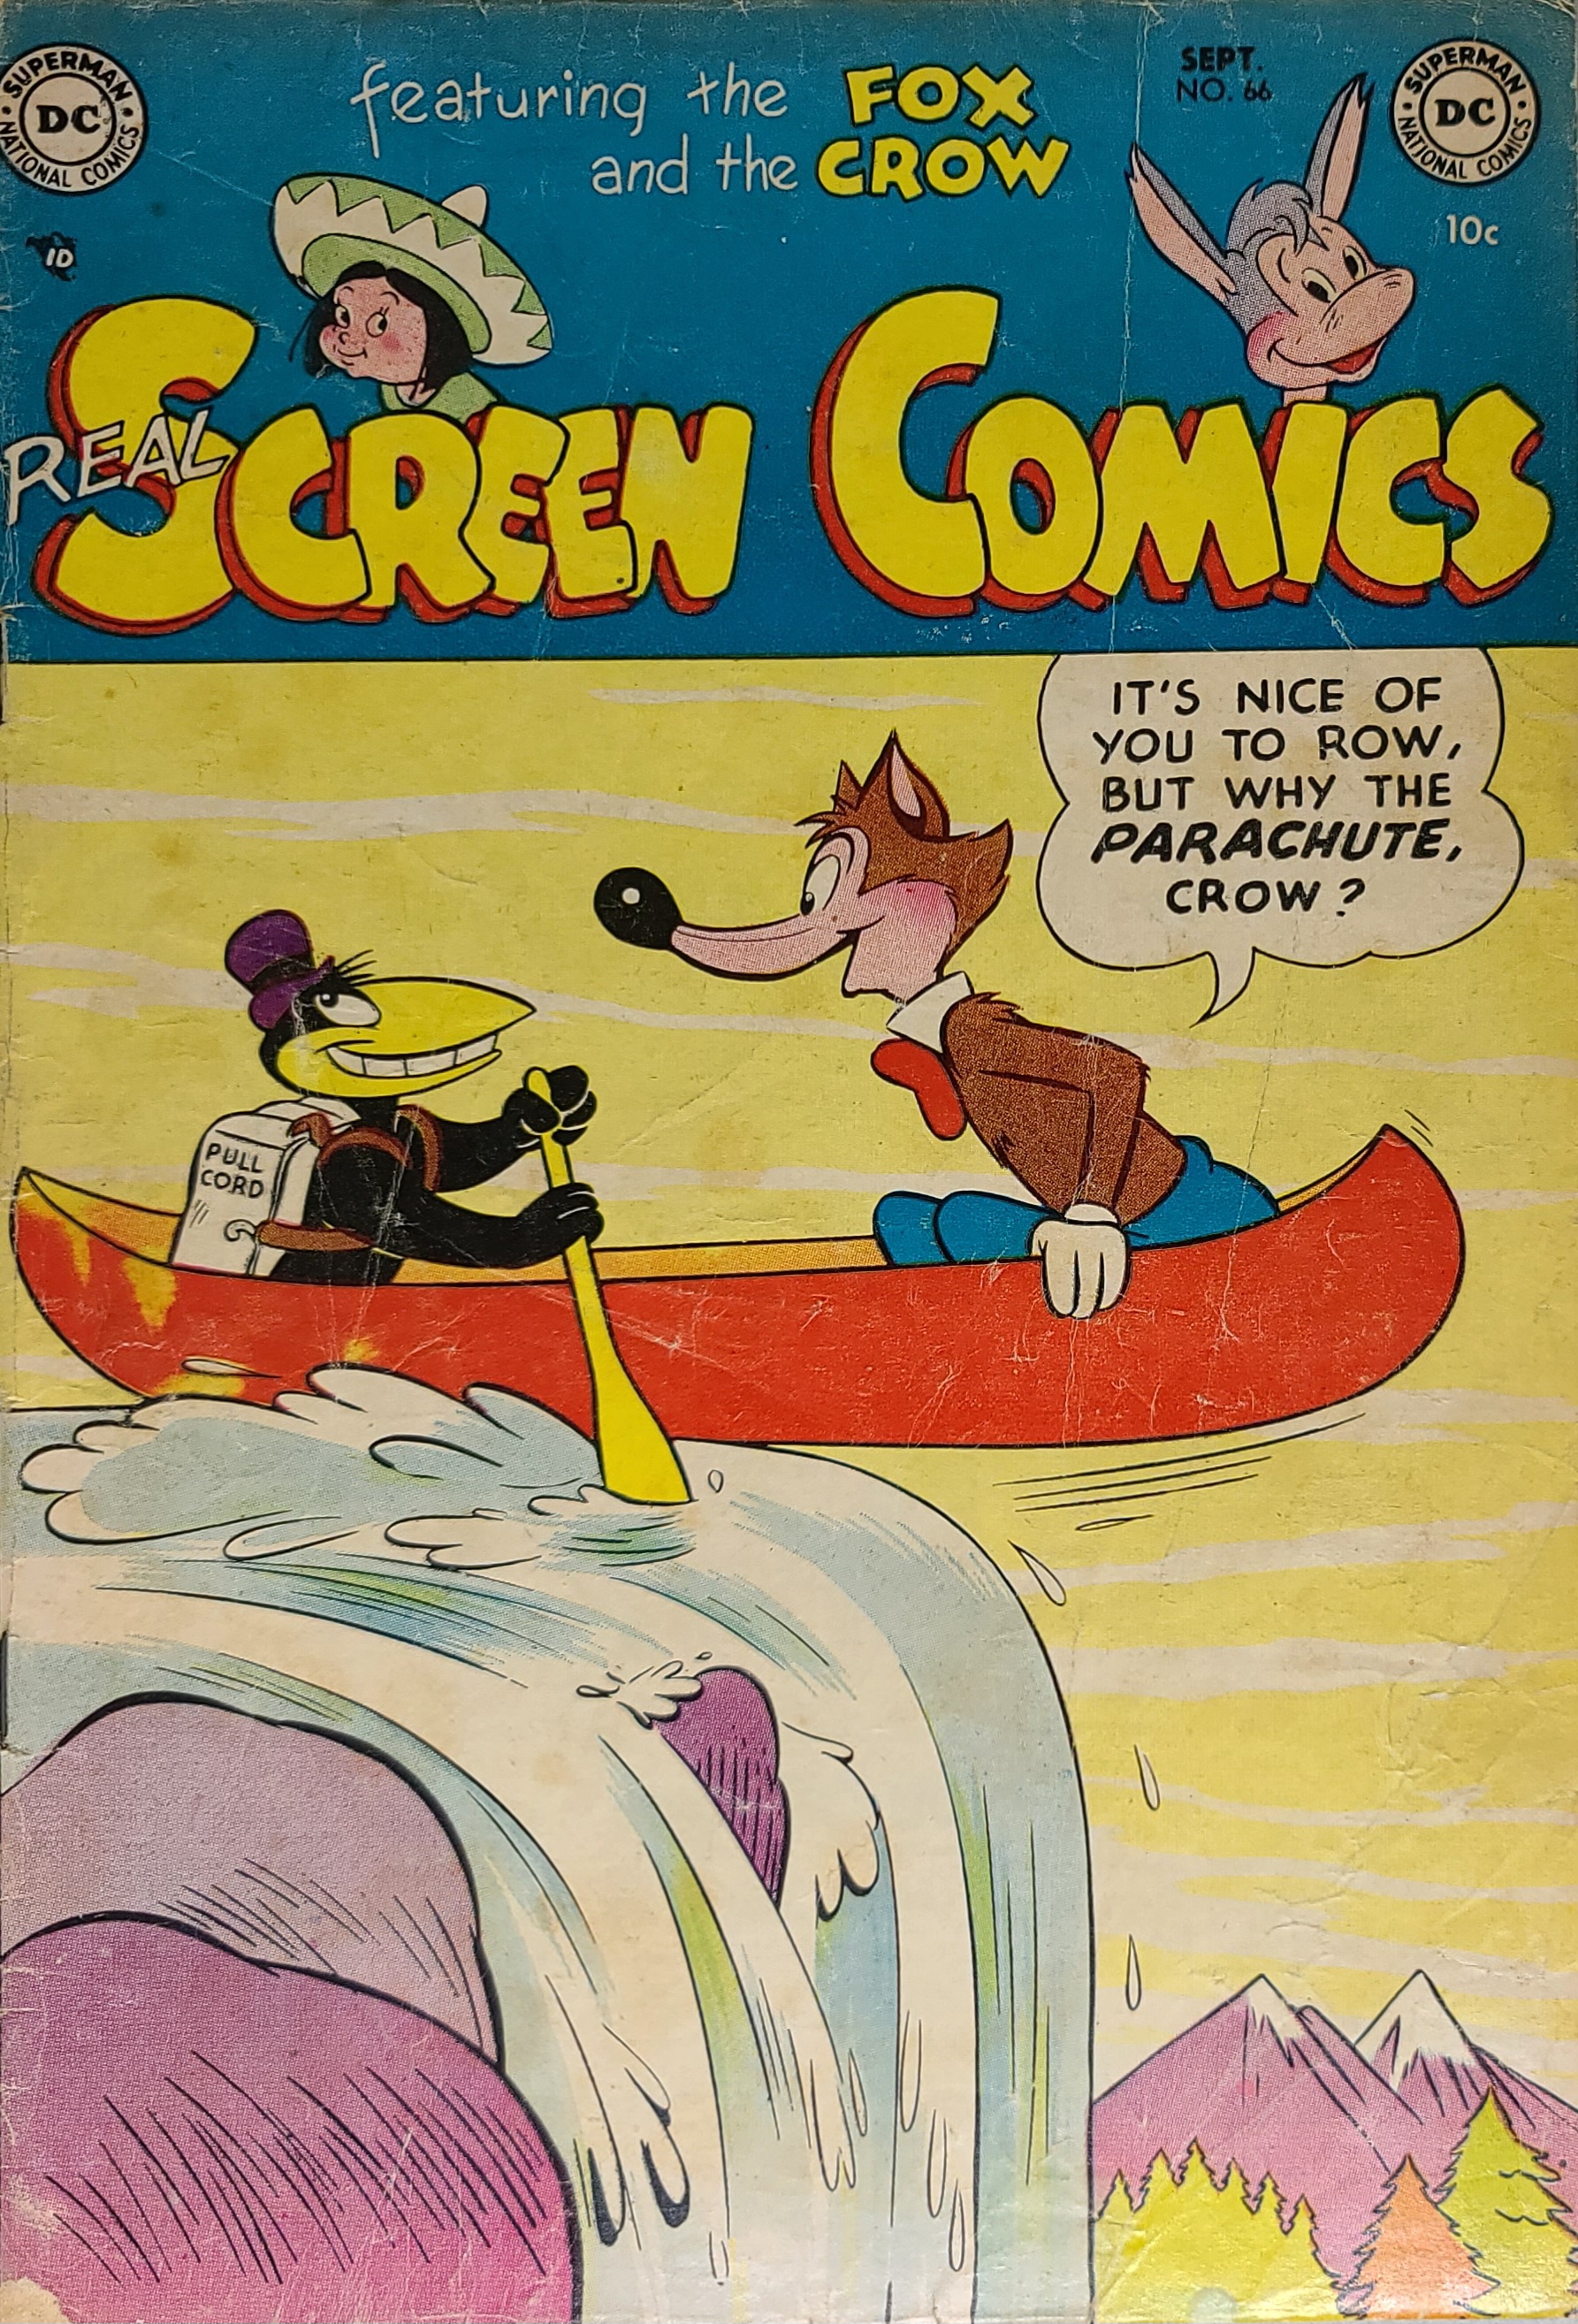 SUPERMAN
DC
NATIONAL COMICS
featuring the FOX
and the CROW
SEPT.
NO. 66
SUPERMAN
DC
NATIONAL COMICS
10c
ID
REAL
SCREEN COMICS
IT'S NICE OF
YOU TO ROW,
BUT WHY THE
PARACHUTE,
CROW?
PULL
CORD